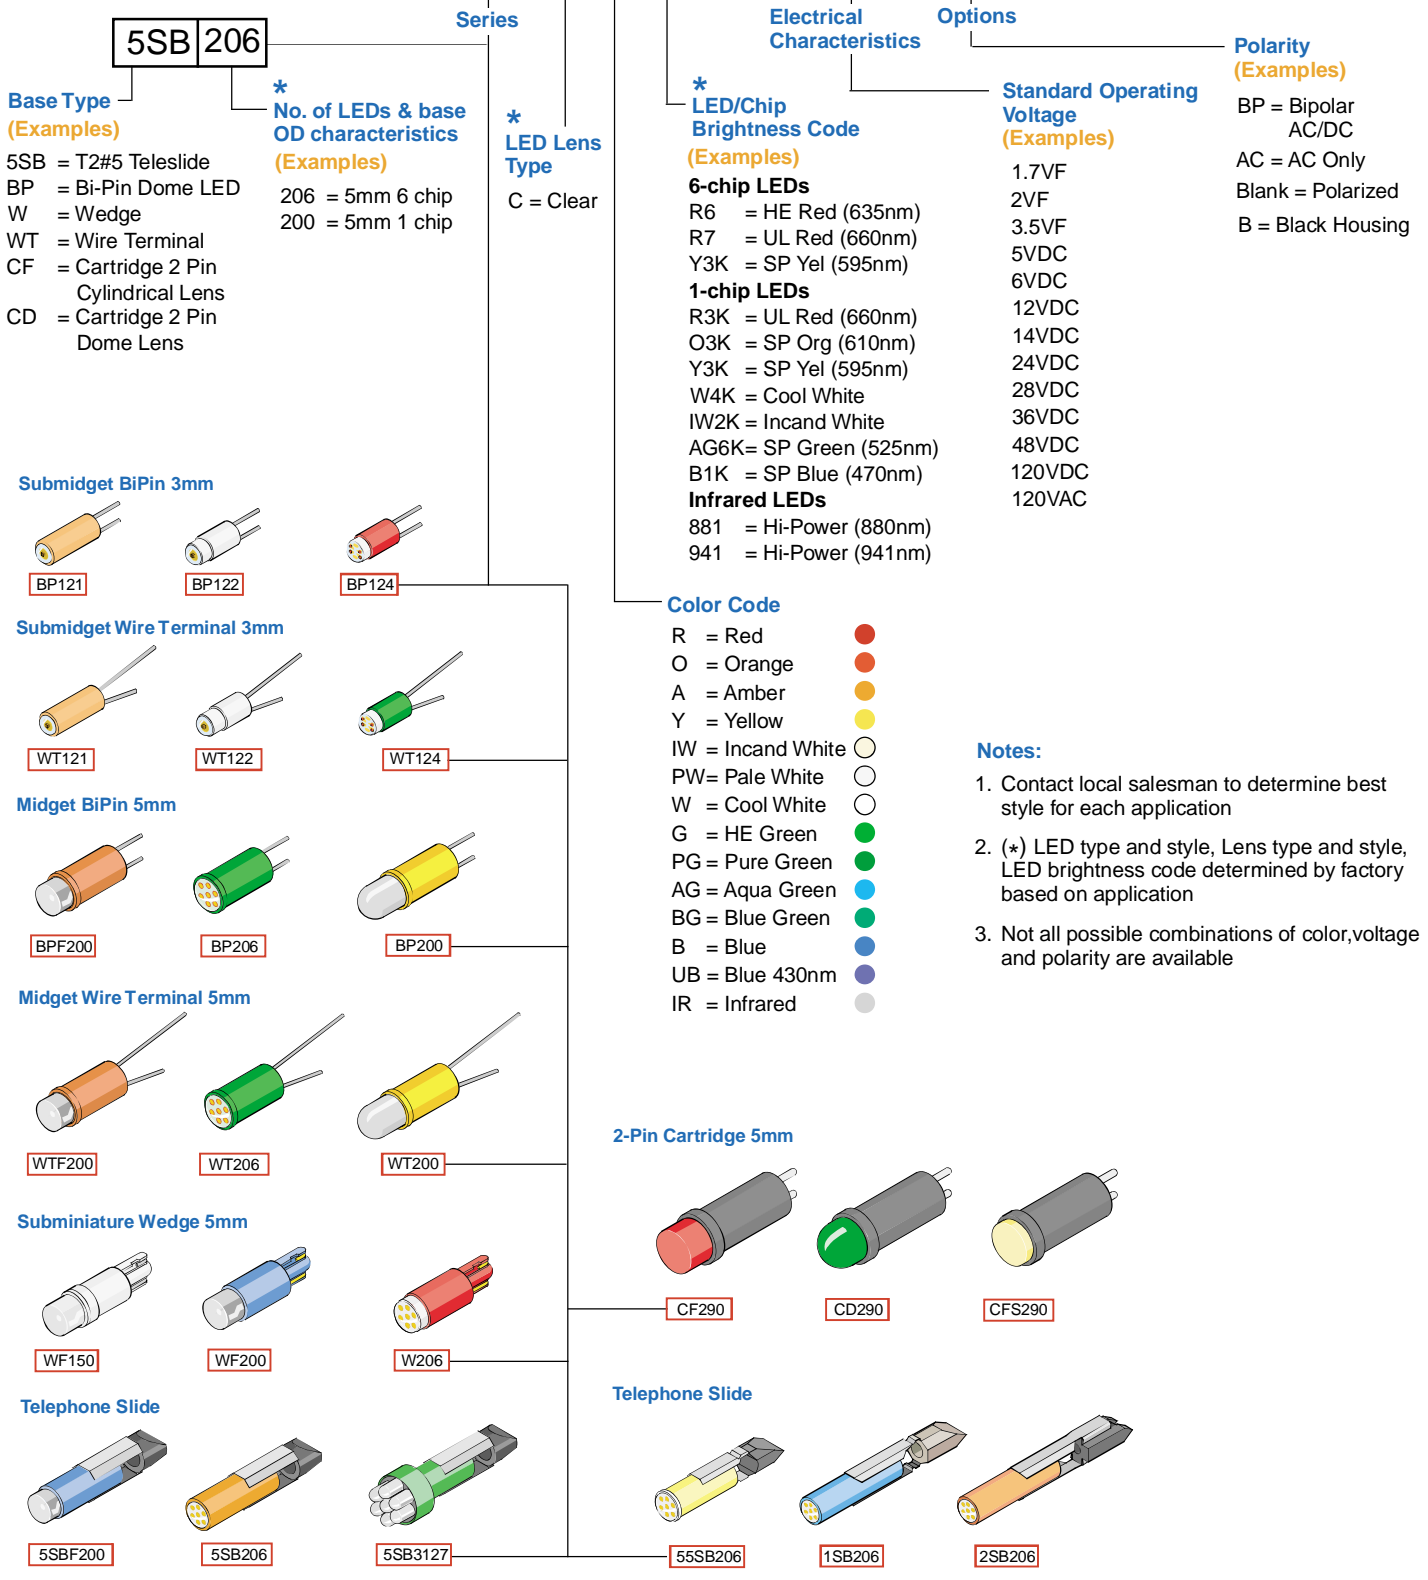 Series
Electrical
Characteristics
Options
5SB 206
Base Type
(Examples)
5SB = T2#5 Teleslide
BP = Bi-Pin Dome LED
W = Wedge
WT = Wire Terminal
CF = Cartridge 2 Pin
Cylindrical Lens
CD = Cartridge 2 Pin
Dome Lens
*
No. of LEDs & base
OD characteristics
(Examples)
206 = 5mm 6 chip
200 = 5mm 1 chip
*
LED Lens
Type
C = Clear
*
LED/Chip
Brightness Code
(Examples)
6-chip LEDs
R6 = HE Red (635nm)
R7 = UL Red (660nm)
Y3K = SP Yel (595nm)
1-chip LEDs
R3K = UL Red (660nm)
O3K = SP Org (610nm)
Y3K = SP Yel (595nm)
W4K = Cool White
IW2K = Incand White
AG6K= SP Green (525nm)
B1K = SP Blue (470nm)
Infrared LEDs
881 = Hi-Power (880nm)
941 = Hi-Power (941nm)
Standard Operating
Voltage
(Examples)
1.7VF
2VF
3.5VF
5VDC
6VDC
12VDC
14VDC
24VDC
28VDC
36VDC
48VDC
120VDC
120VAC
Polarity
(Examples)
BP = Bipolar
AC/DC
AC = AC Only
Blank = Polarized
B = Black Housing
Submidget BiPin 3mm
BP121 BP122 BP124
Submidget Wire Terminal 3mm
WT121 WT122 WT124
Midget BiPin 5mm
BPF200 BP206 BP200
Midget Wire Terminal 5mm
WTF200 WT206 WT200
Subminiature Wedge 5mm
WF150 WF200 W206
Telephone Slide
5SBF200 5SB206 5SB3127
Color Code
R = Red
O = Orange
A = Amber
Y = Yellow
IW = Incand White
PW= Pale White
W = Cool White
G = HE Green
PG = Pure Green
AG = Aqua Green
BG = Blue Green
B = Blue
UB = Blue 430nm
IR = Infrared
Notes:
1. Contact local salesman to determine best
style for each application
2. (*) LED type and style, Lens type and style,
LED brightness code determined by factory
based on application
3. Not all possible combinations of color,voltage
and polarity are available
2-Pin Cartridge 5mm
CF290 CD290 CFS290
Telephone Slide
55SB206 1SB206 2SB206